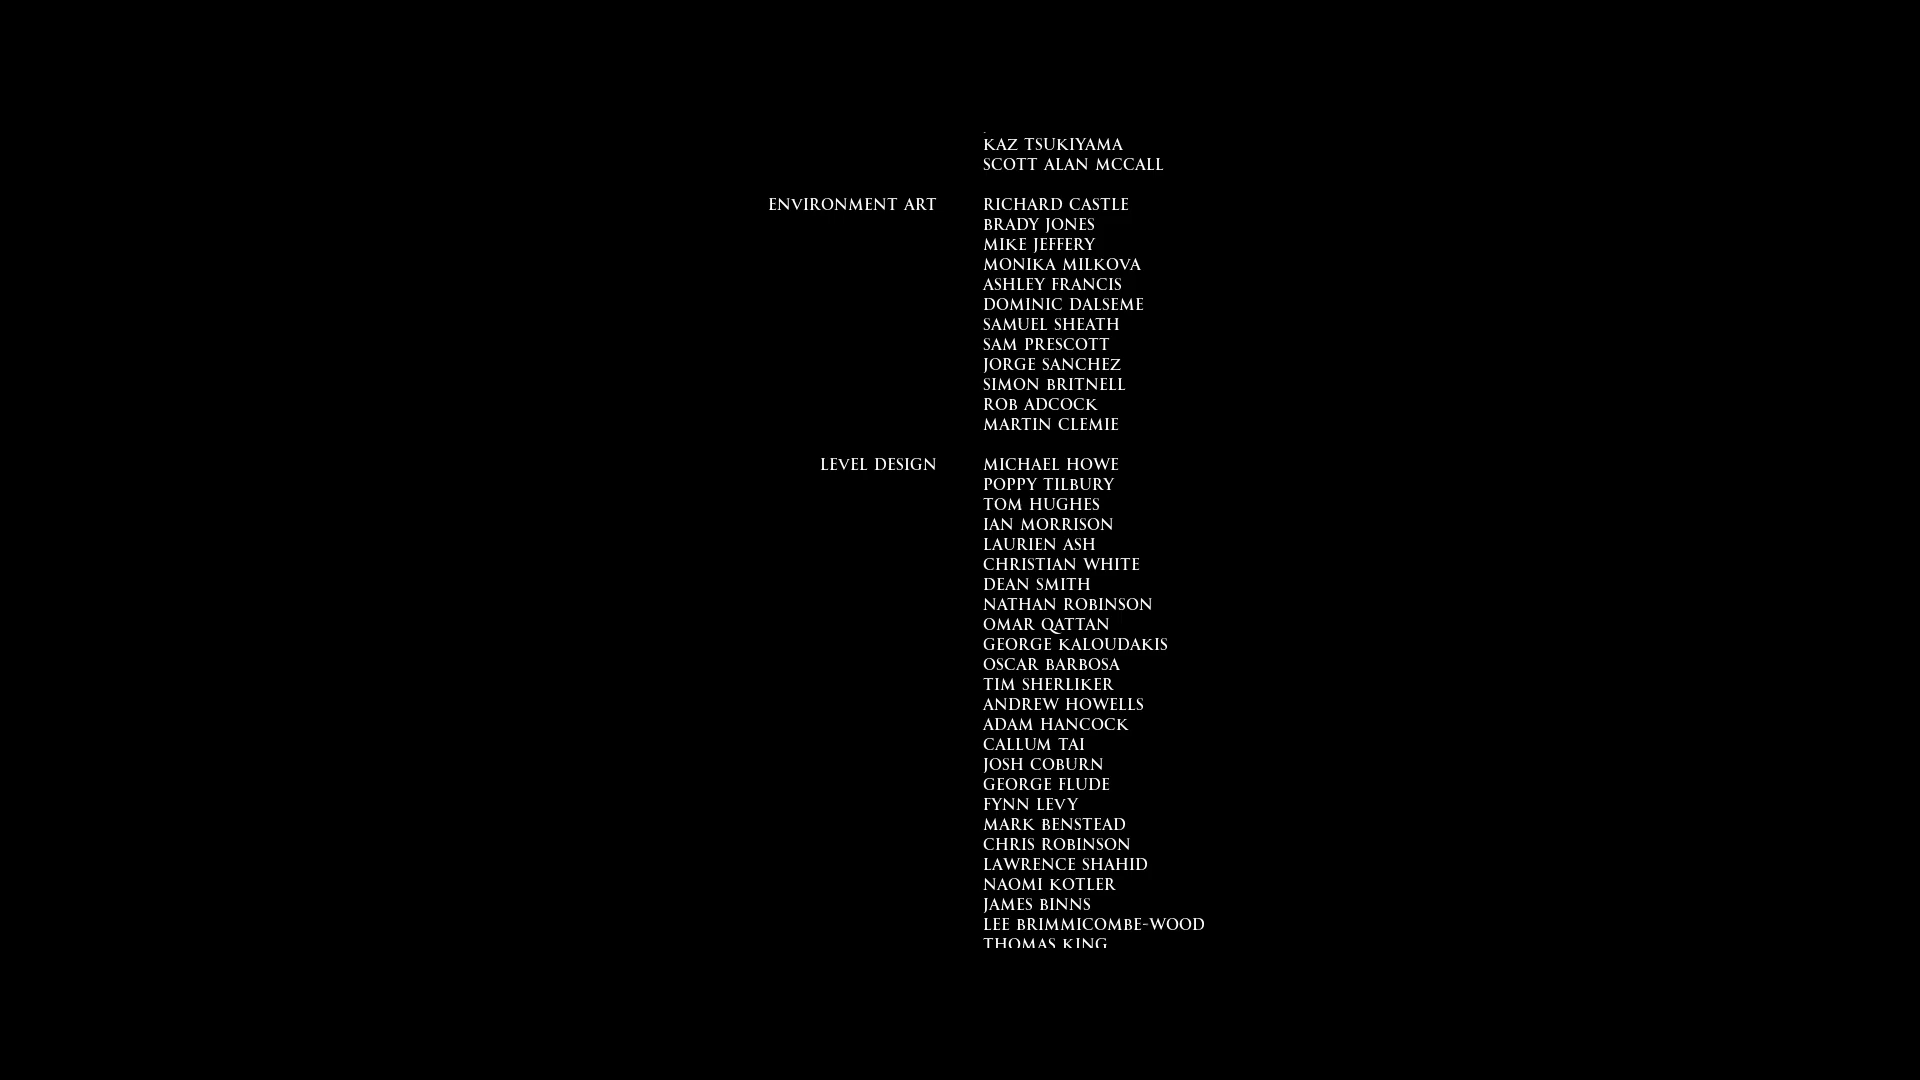 KAZ TSUKIYAMA
SCOTT ALAN MCCALL
ENVIRONMENT ART RICHARD CASTLE
BRADY JONES
MIKE JEFFERY
MONIKA MILKOVA
ASHLEY FRANCIS
DOMINIC DALSEME
SAMUEL SHEATH
SAM PRESCOTT
JORGE SANCHEZ
SIMON BRITNELL
ROB ADCOCK
MARTIN CLEMIE
LEVEL DESIGN MICHAEL HOWE
POPPY TILBURY
TOM HUGHES
IAN MORRISON
LAURIEN ASH
CHRISTIAN WHITE
DEAN SMITH
NATHAN ROBINSON
OMAR QATTAN
GEORGE KALOUDAKIS
OSCAR BARBOSA
TIM SHERLIKER
ANDREW HOWELLS
ADAM HANCOCK
CALLUM TAI
JOSH COBURN
GEORGE FLUDE
FYNN LEVY
MARK BENSTEAD
CHRIS ROBINSON
LAWRENCE SHAHID
NAOMI KOTLER
JAMES BINNS
LEE BRIMMICOMBE-WOOD
THOMAS KING